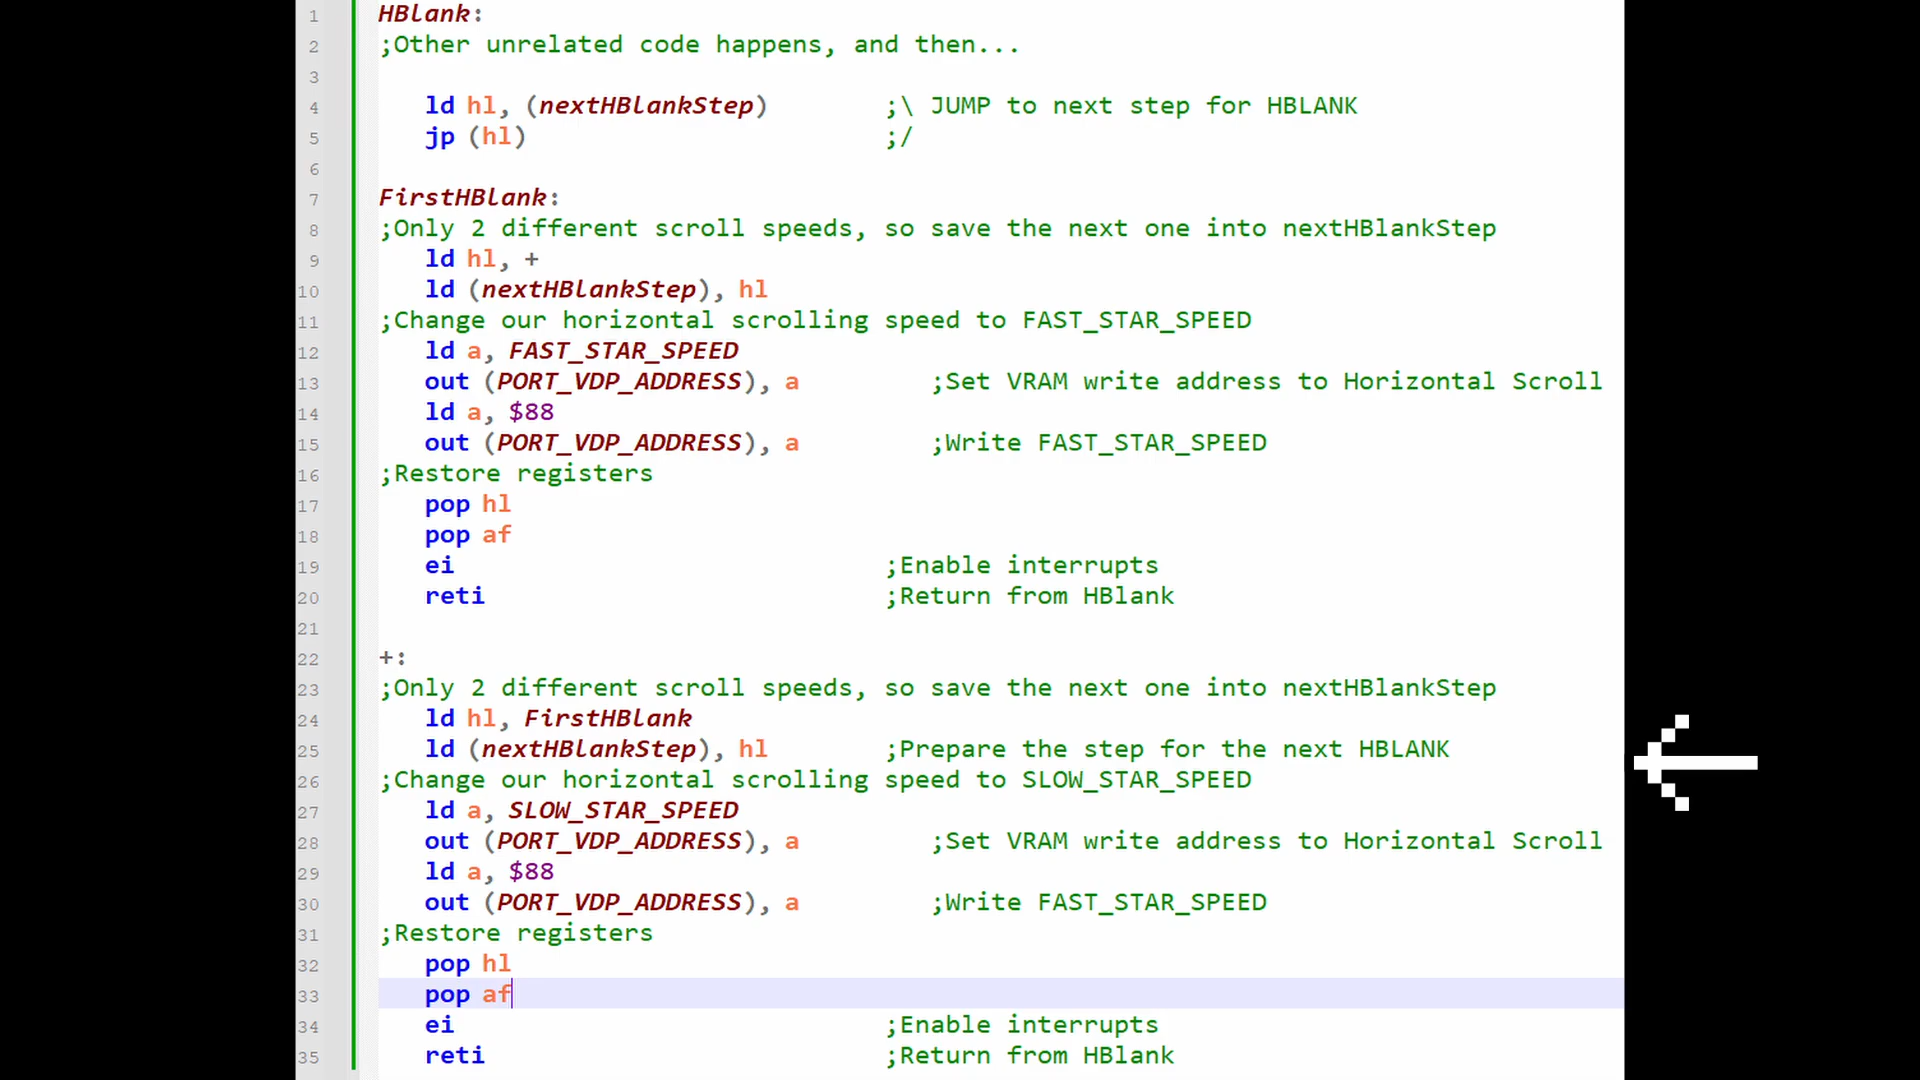 1 HBlank:
2 ;Other unrelated code happens, and then...
3
4 ld hl, (nextHBlankStep) ;\ JUMP to next step for HBLANK
5 jp (hl) ;/
6
7 FirstHBlank:
8 ;Only 2 different scroll speeds, so save the next one into nextHBlankStep
9 ld hl, +
10 ld (nextHBlankStep), hl
11 ;Change our horizontal scrolling speed to FAST_STAR_SPEED
12 ld a, FAST_STAR_SPEED
13 out (PORT_VDP_ADDRESS), a ;Set VRAM write address to Horizontal Scroll
14 ld a, $88
15 out (PORT_VDP_ADDRESS), a ;Write FAST_STAR_SPEED
16 ;Restore registers
17 pop hl
18 pop af
19 ei ;Enable interrupts
20 reti ;Return from HBlank
21
22 +:
23 ;Only 2 different scroll speeds, so save the next one into nextHBlankStep
24 ld hl, FirstHBlank
25 ld (nextHBlankStep), hl ;Prepare the step for the next HBLANK
26 ;Change our horizontal scrolling speed to SLOW_STAR_SPEED
27 ld a, SLOW_STAR_SPEED
28 out (PORT_VDP_ADDRESS), a ;Set VRAM write address to Horizontal Scroll
29 ld a, $88
30 out (PORT_VDP_ADDRESS), a ;Write FAST_STAR_SPEED
31 ;Restore registers
32 pop hl
33 pop af
34 ei ;Enable interrupts
35 reti ;Return from HBlank